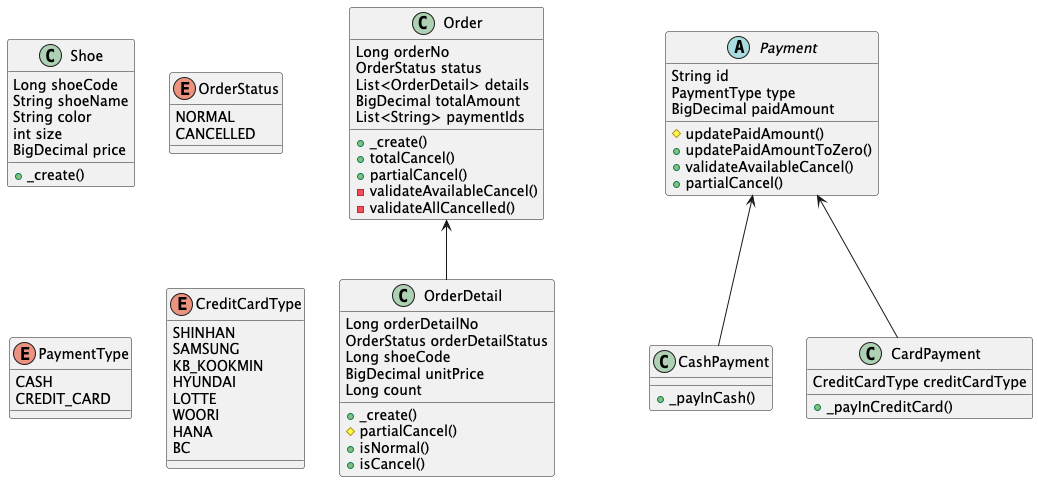 C Shoe
Long shoeCode
String shoeName
String color
int size
BigDecimal price
_create()
E OrderStatus
NORMAL
CANCELLED
C Order
Long orderNo
OrderStatus status
List<OrderDetail> details
BigDecimal totalAmount
List<String> paymentIds
_create()
totalCancel()
partialCancel()
validateAvailableCancel()
validateAllCancelled()
A Payment
String id
PaymentType type
BigDecimal paidAmount
updatePaidAmount()
updatePaidAmountToZero()
validateAvailableCancel()
partialCancel()
E PaymentType
CASH
CREDIT_CARD
E CreditCardType
SHINHAN
SAMSUNG
KB_KOOKMIN
HYUNDAI
LOTTE
WOORI
HANA
BC
C OrderDetail
Long orderDetailNo
OrderStatus orderDetailStatus
Long shoeCode
BigDecimal unitPrice
Long count
_create()
partialCancel()
isNormal()
isCancel()
C CashPayment
_payInCash()
C CardPayment
CreditCardType creditCardType
_payInCreditCard()